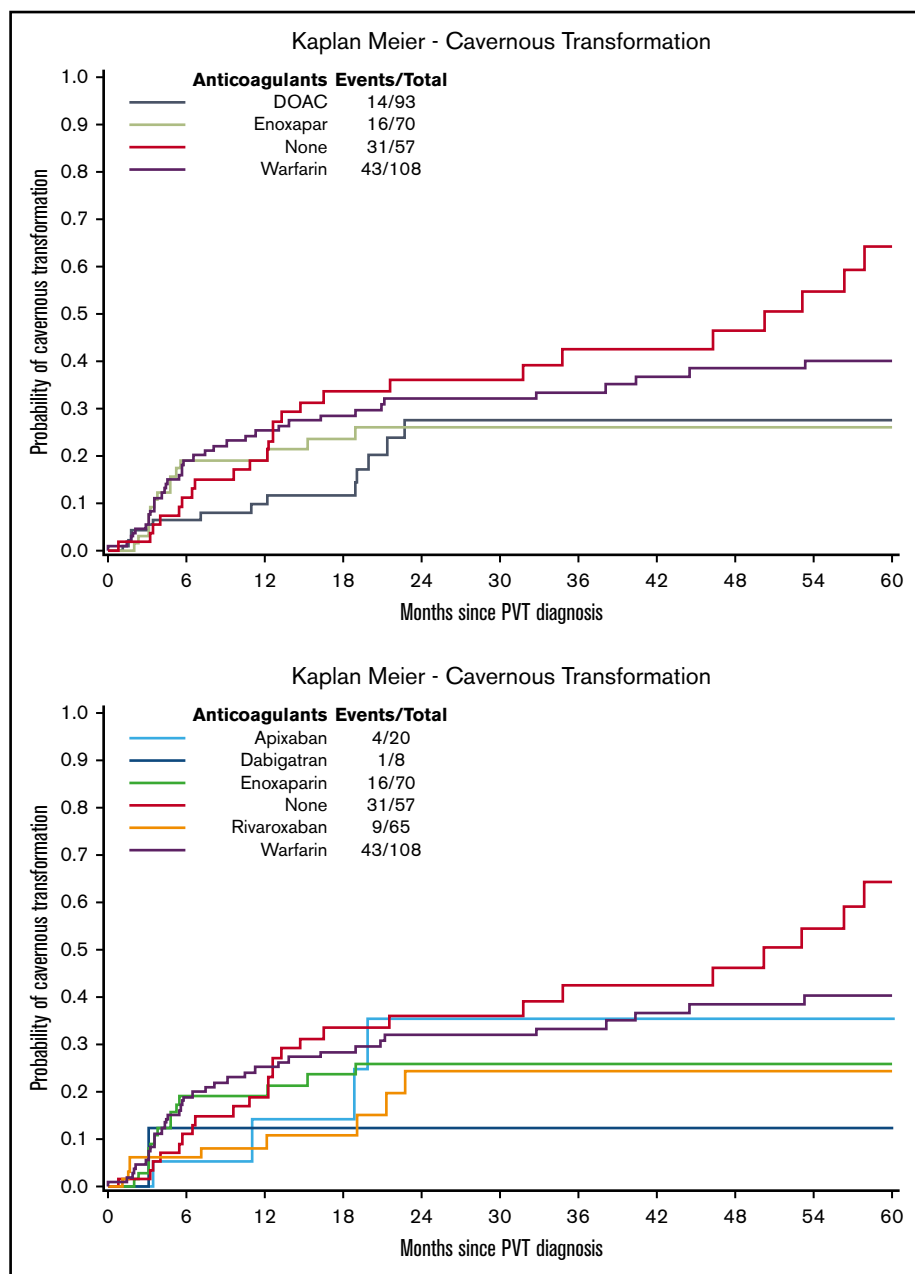 Kaplan Meier - Cavernous Transformation
Anticoagulants Events/Total
DOAC 14/93
Enoxapar 16/70
None 31/57
Warfarin 43/108
1.0
0.9
0.8
0.7
0.6
0.5
0.4
0.3
0.2
0.1
0.0
Probability of cavernous transformation
0 6 12 18 24 30 36 42 48 54 60
Months since PVT diagnosis
Kaplan Meier - Cavernous Transformation
Anticoagulants Events/Total
Apixaban 4/20
Dabigatran 1/8
Enoxaparin 16/70
None 31/57
Rivaroxaban 9/65
Warfarin 43/108
1.0
0.9
0.8
0.7
0.6
0.5
0.4
0.3
0.2
0.1
0.0
Probability of cavernous transformation
0 6 12 18 24 30 36 42 48 54 60
Months since PVT diagnosis